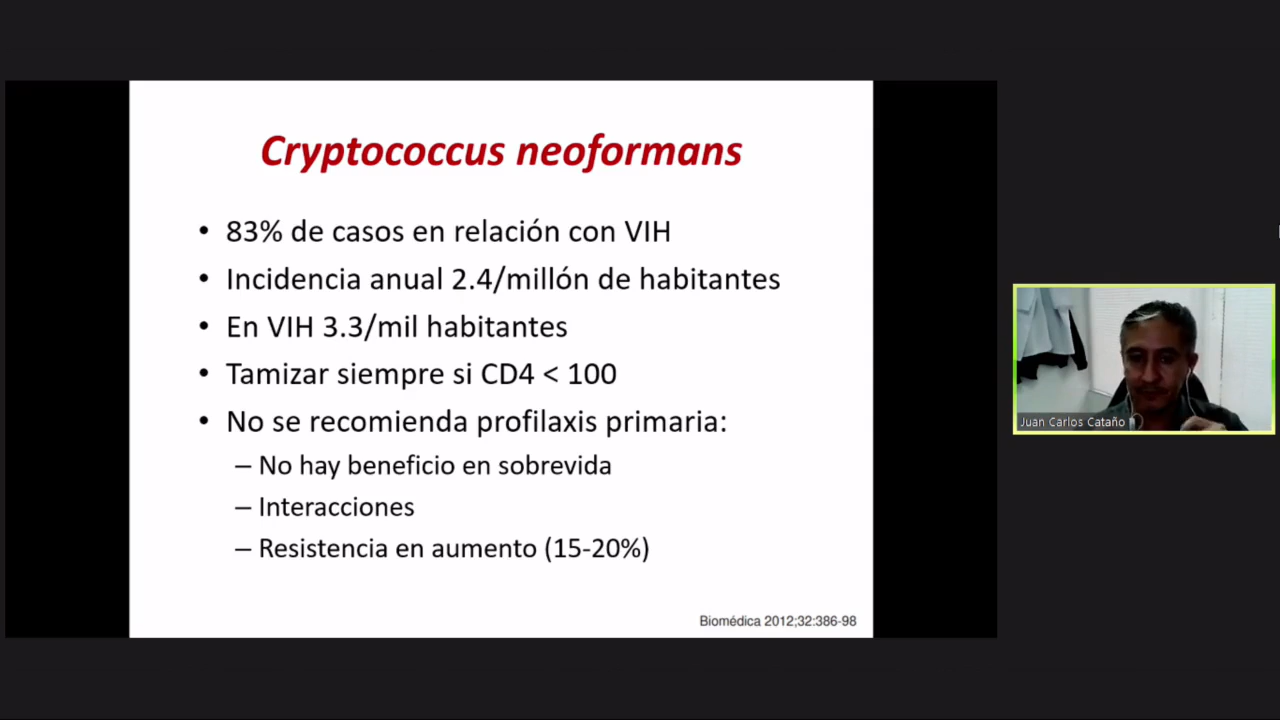 Cryptococcus neoformans
• 83% de casos en relación con VIH
• Incidencia anual 2.4/millón de habitantes
• En VIH 3.3/mil habitantes
• Tamizar siempre si CD4 < 100
• No se recomienda profilaxis primaria:
– No hay beneficio en sobrevida
– Interacciones
– Resistencia en aumento (15-20%)
Biomédica 2012;32:386-98
Juan Carlos Cataño